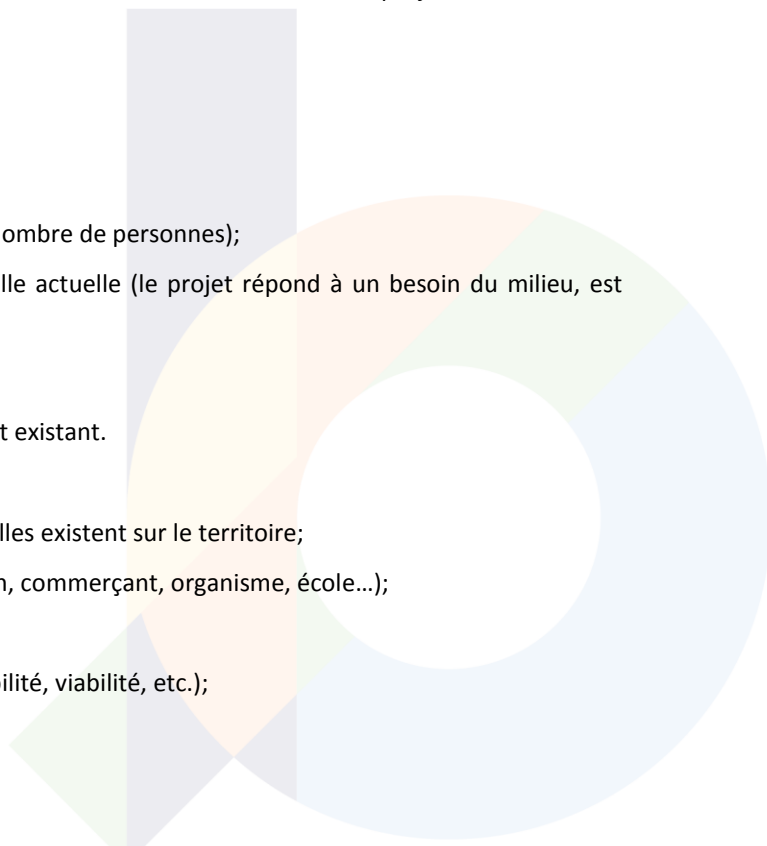 ombre de personnes);
lle actuelle (le projet répond à un besoin du milieu, est
t existant.
lles existent sur le territoire;
n, commerçant, organisme, école…);
ilité, viabilité, etc.);